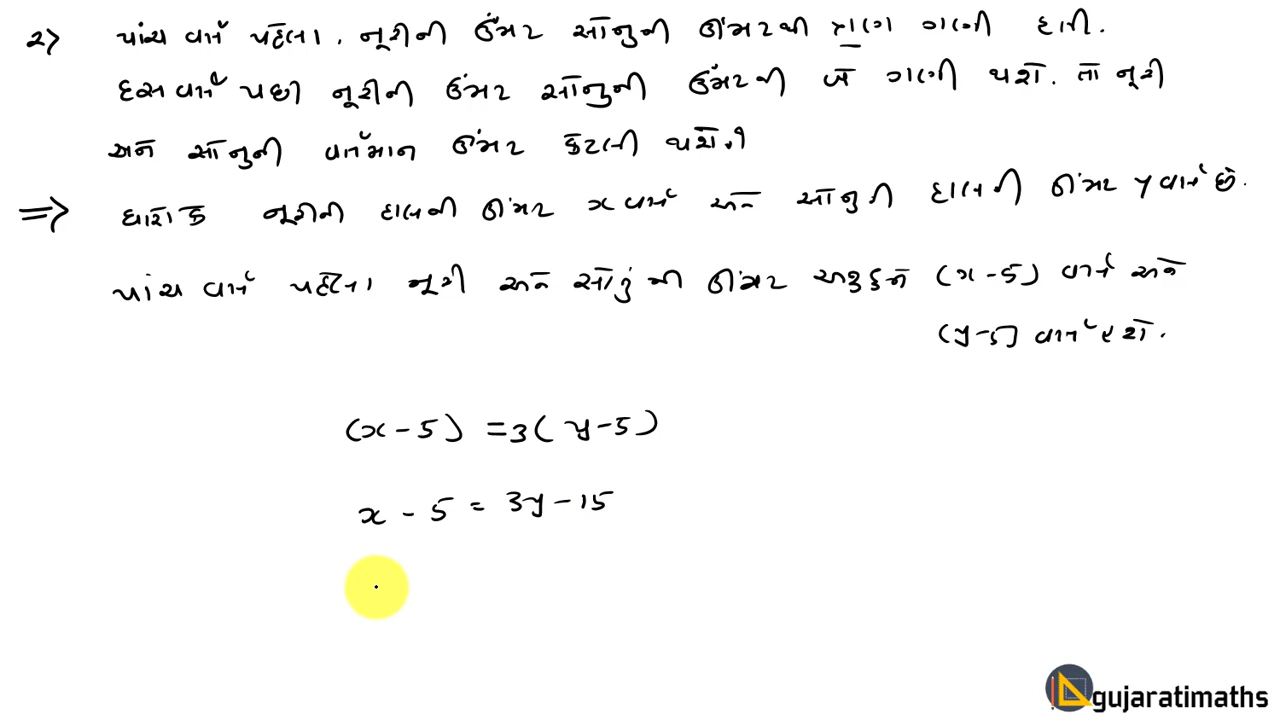 ૨) પાંચ વર્ષ પહેલા, નૂરીની ઉંમર સોનુની ઉંમરથી ત્રણ ગણી હતી.
દસ વર્ષ પછી નૂરીની ઉંમર સોનુની ઉંમરની બે ગણી થશે. તો નૂરી
અને સોનુની વર્તમાન ઉંમર કેટલી થશે.?
⇒ ધારોકે નૂરીની હાલની ઉંમર x વર્ષ અને સોનુની હાલની ઉંમર y વર્ષ છે.
પાંચ વર્ષ પહેલા નૂરી અને સોનુંની ઉંમર અનુક્રમે (x-5) વર્ષ અને
(y-5) વર્ષ હશે.
(x-5) = 3(y-5)
x - 5 = 3y - 15
gujaratimaths